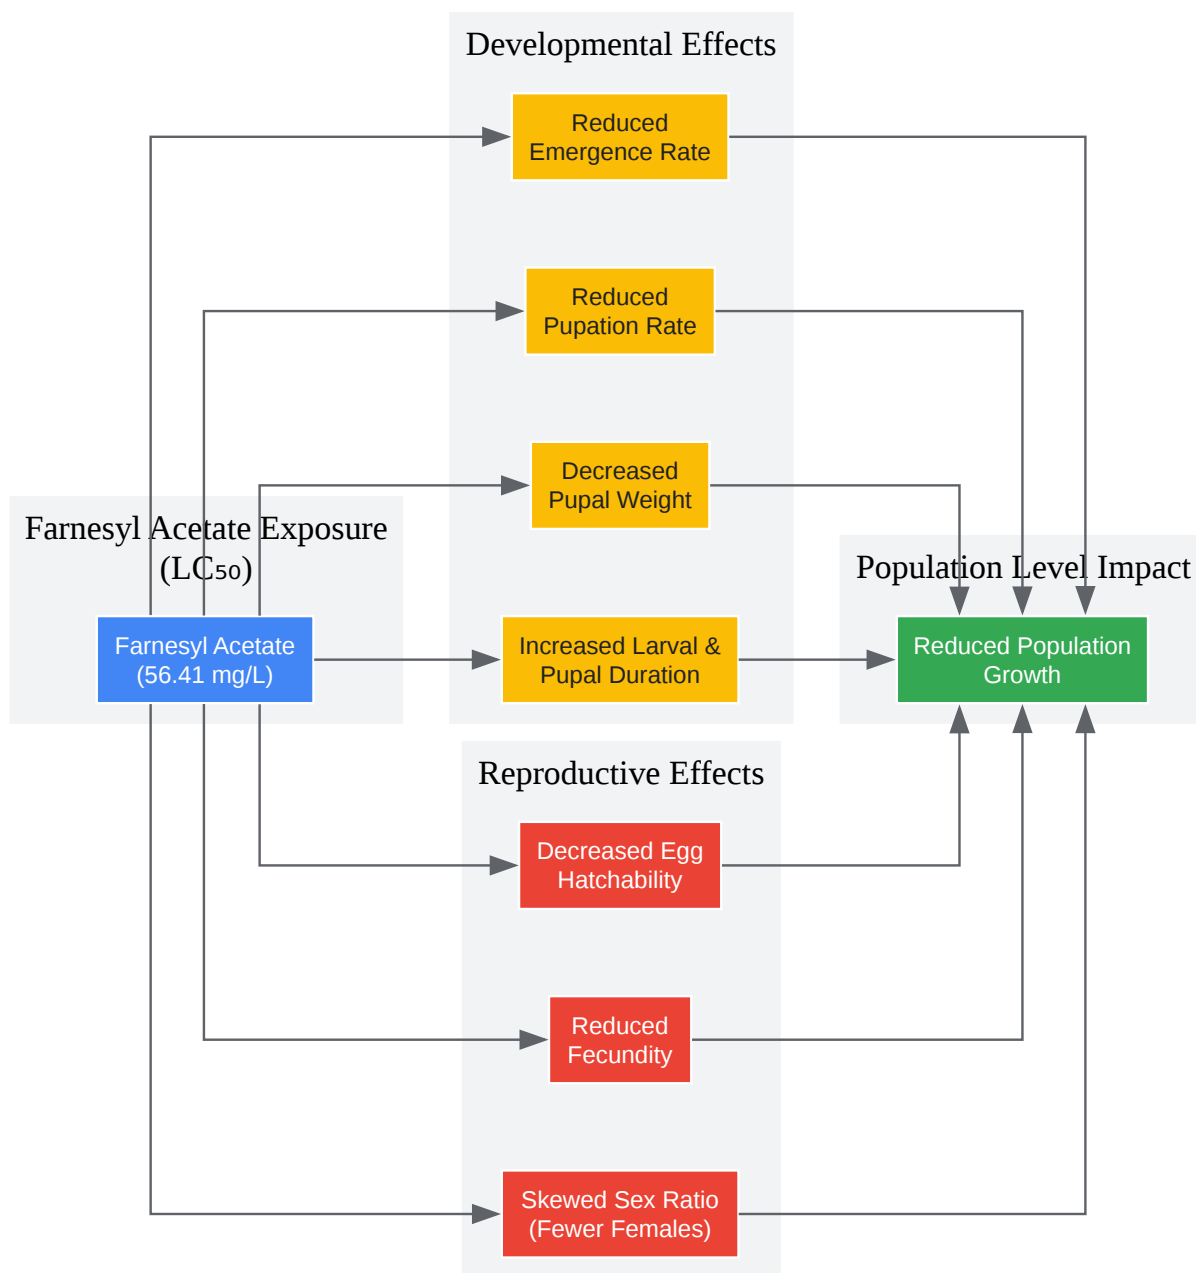 Developmental Effects
Reduced
Emergence Rate
Reduced
Pupation Rate
Decreased
Pupal Weight
Increased Larval &
Pupal Duration
Farnesyl Acetate Exposure
(LC₅₀)
Farnesyl Acetate
(56.41 mg/L)
Population Level Impact
Reduced Population
Growth
Reproductive Effects
Decreased Egg
Hatchability
Reduced
Fecundity
Skewed Sex Ratio
(Fewer Females)